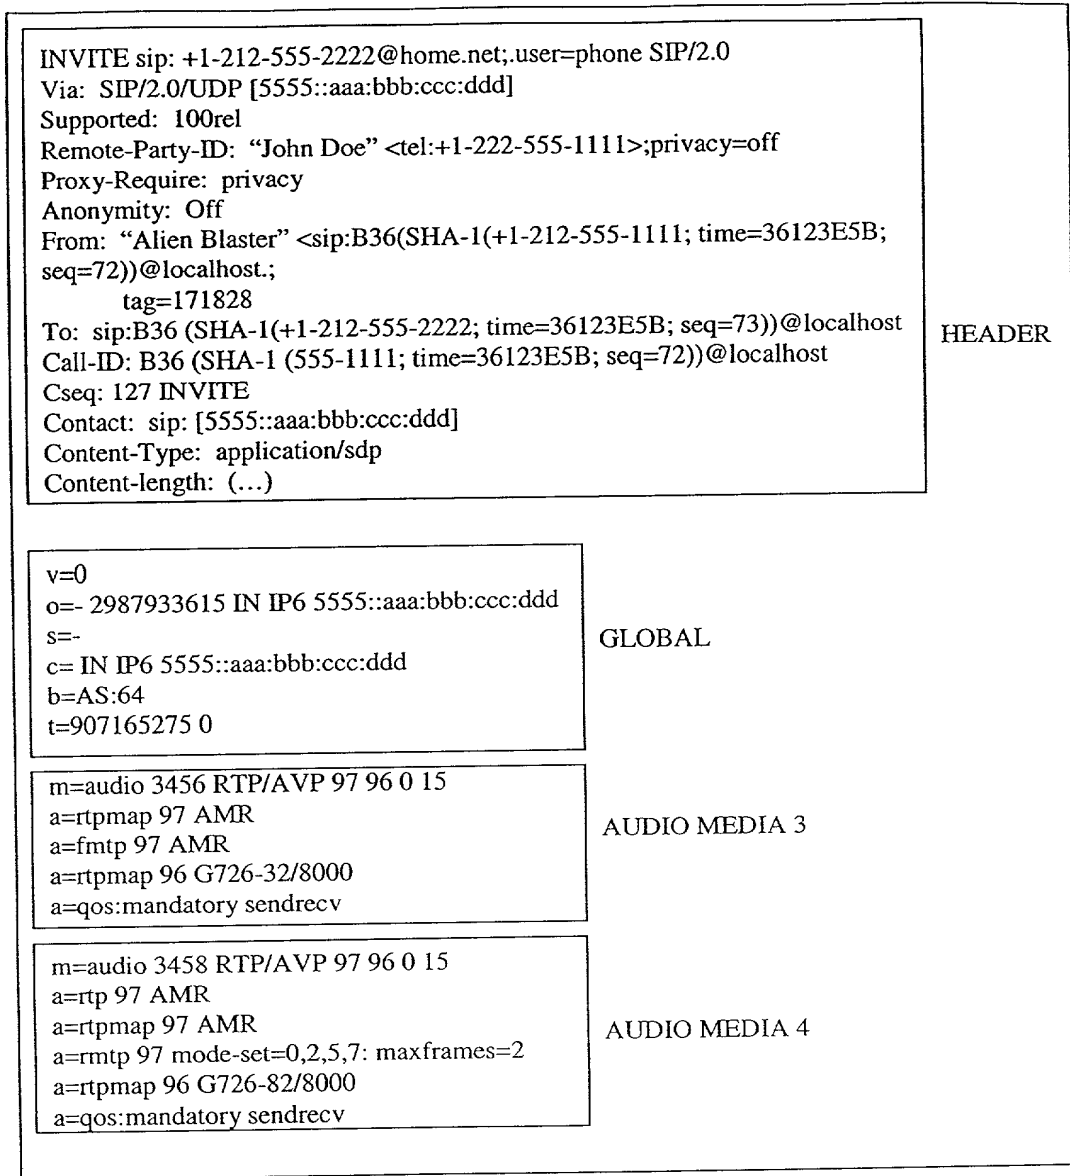 INVITE sip: +1-212-555-2222@home.net;.user=phone SIP/2.0
Via: SIP/2.0/UDP [5555::aaa:bbb:ccc:ddd]
Supported: 100rel
Remote-Party-ID: “John Doe” <tel:+1-222-555-1111>;privacy=off
Proxy-Require: privacy
Anonymity: Off
From: “Alien Blaster” <sip:B36(SHA-1(+1-212-555-1111; time=36123E5B;
seq=72))@localhost.;
tag=171828
To: sip:B36 (SHA-1(+1-212-555-2222; time=36123E5B; seq=73))@localhost
Call-ID: B36 (SHA-1 (555-1111; time=36123E5B; seq=72))@localhost
Cseq: 127 INVITE
Contact: sip: [5555::aaa:bbb:ccc:ddd]
Content-Type: application/sdp
Content-length: (...)
HEADER
v=0
o=- 2987933615 IN IP6 5555::aaa:bbb:ccc:ddd
s=-
c= IN IP6 5555::aaa:bbb:ccc:ddd
b=AS:64
t=907165275 0
GLOBAL
m=audio 3456 RTP/AVP 97 96 0 15
a=rtpmap 97 AMR
a=fmtp 97 AMR
a=rtpmap 96 G726-32/8000
a=qos:mandatory sendrecv
AUDIO MEDIA 3
m=audio 3458 RTP/AVP 97 96 0 15
a=rtp 97 AMR
a=rtpmap 97 AMR
a=rmtp 97 mode-set=0,2,5,7: maxframes=2
a=rtpmap 96 G726-82/8000
a=qos:mandatory sendrecv
AUDIO MEDIA 4